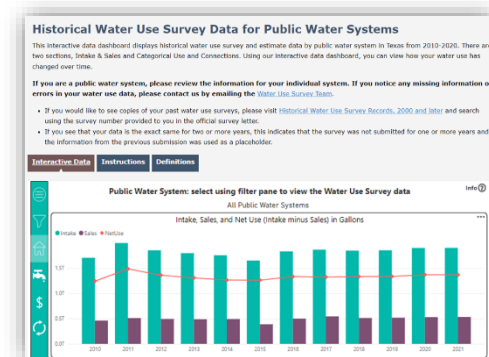 Historical Water Use Survey Data for Public Water Systems
This interactive data dashboard displays historical water use survey and estimate data by public water system in Texas from 2010-2020. There are
two sections, Intake & Sales and Categorical Use and Connections. Using our interactive data dashboard, you can view how your water use has
changed over time.
If you are a public water system, please review the information for your individual system. If you notice any missing information o
errors in your water use data, please contact us by emailing the Water Use Survey Team.
• If you would like to see copies of your past water use surveys, please visit Historical Water Use Survey Records, 2000 and later and search
using the survey number provided to you in the official survey letter.
• If you see that your data is the exact same for two or more years, this indicates that the survey was not submitted for one or more years and
the information from the previous submission was used as a placeholder.
Interactive Data Instructions Definitions
Public Water System: select using filter pane to view the Water Use Survey data
Info
All Public Water Systems
Intake, Sales, and Net Use (Intake minus Sales) in Gallons
Intake Sales NetUse
1.5T
1.0T
0.5T
0.0T
2010 2011 2012 2013 2014 2015 2016 2017 2018 2019 2020 2021